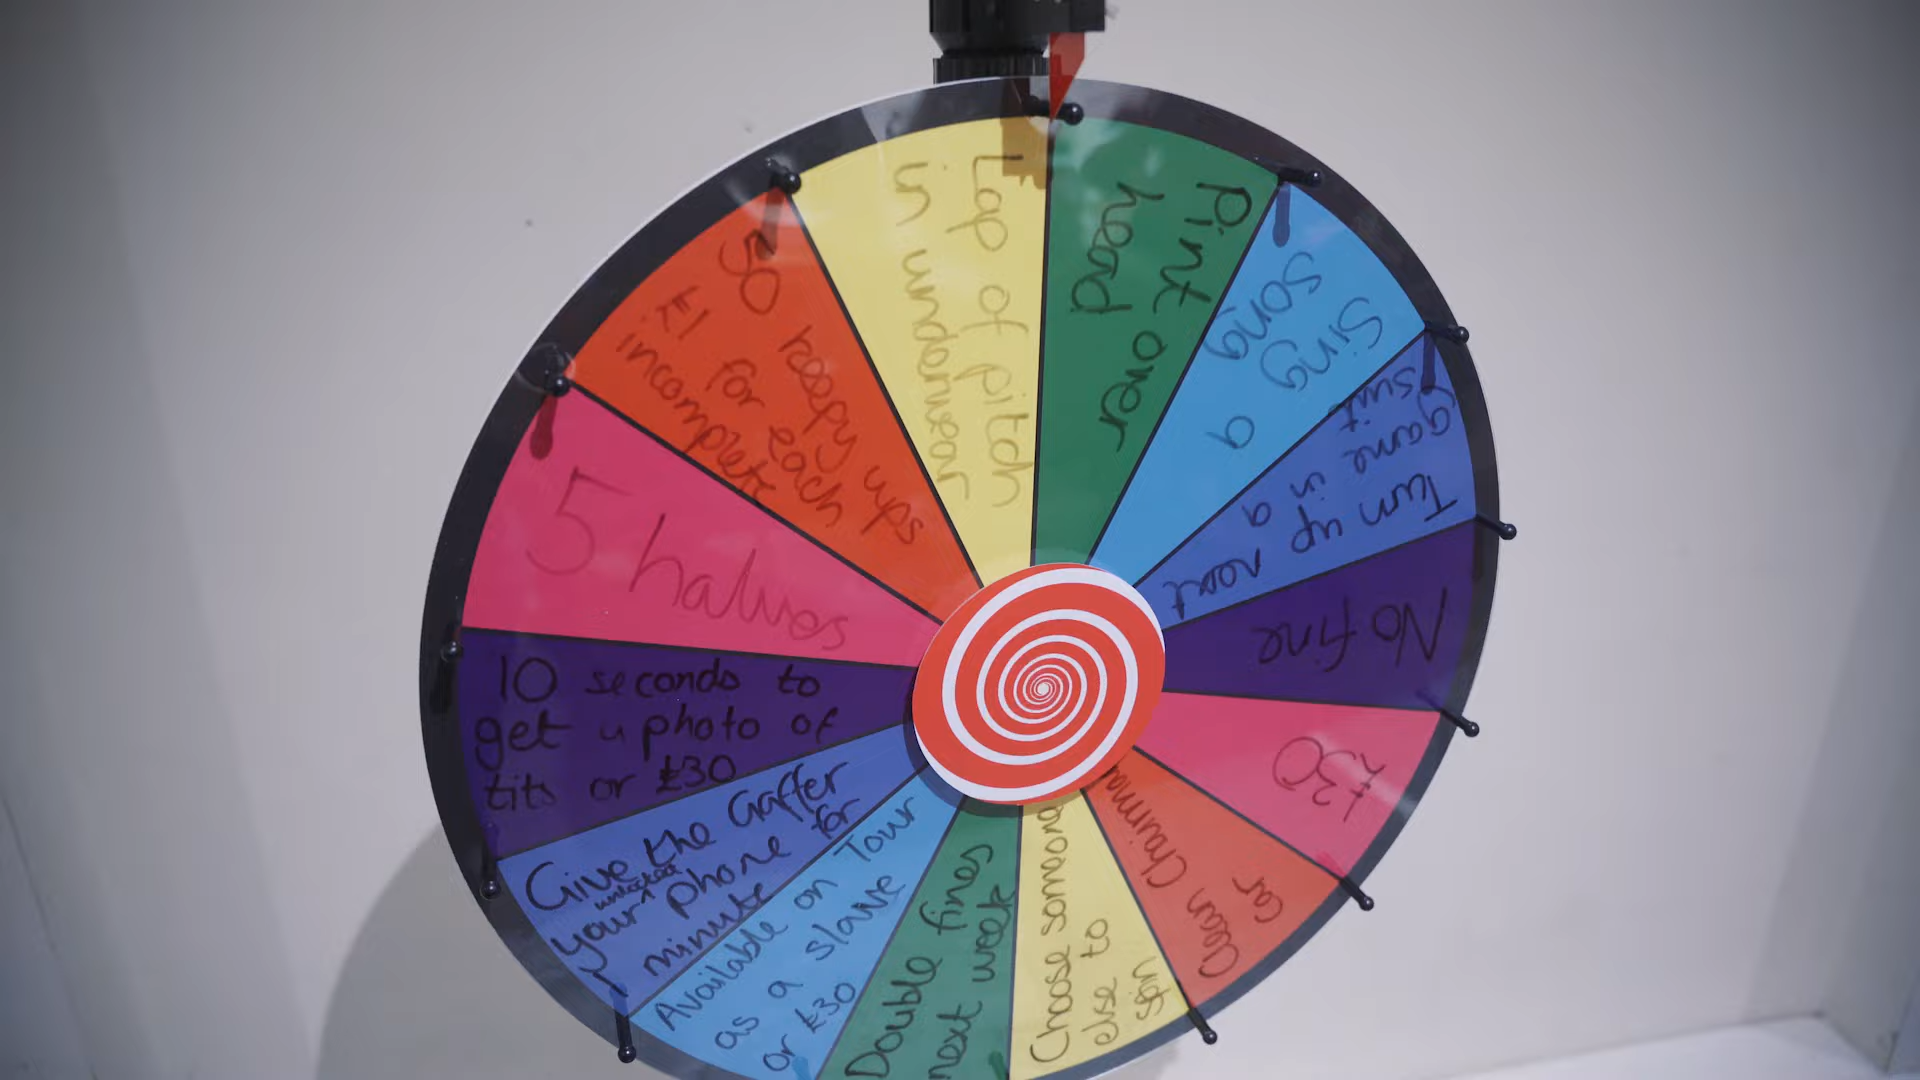 Lap of pitch
in underwear
Pint over
head
Sing a
song
Turn up next
game in a
suit
No fine
£30
Clean Chairmans
car
Choose someone
else to
spin
Double fines
next week
Available on Tour
as a slave
or £30
Give the Gaffer
your unlocked phone for
1 minute
10 seconds to
get a photo of
tits or £30
5 halves
50 keepy ups
£1 for each
incomplete